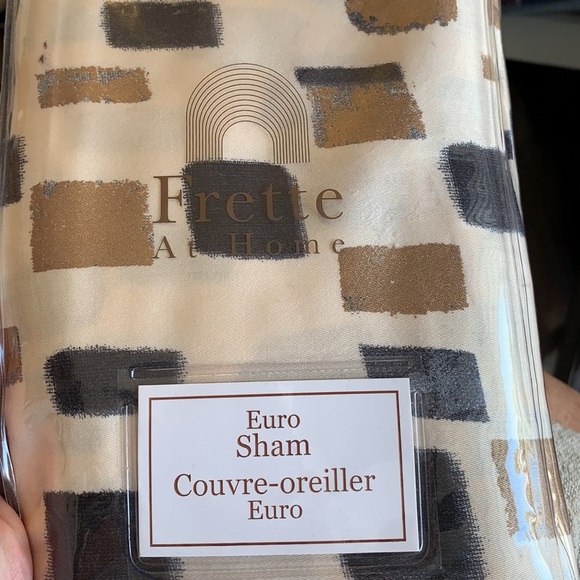 Frette
At Home
Euro
Sham
Couvre-oreiller
Euro